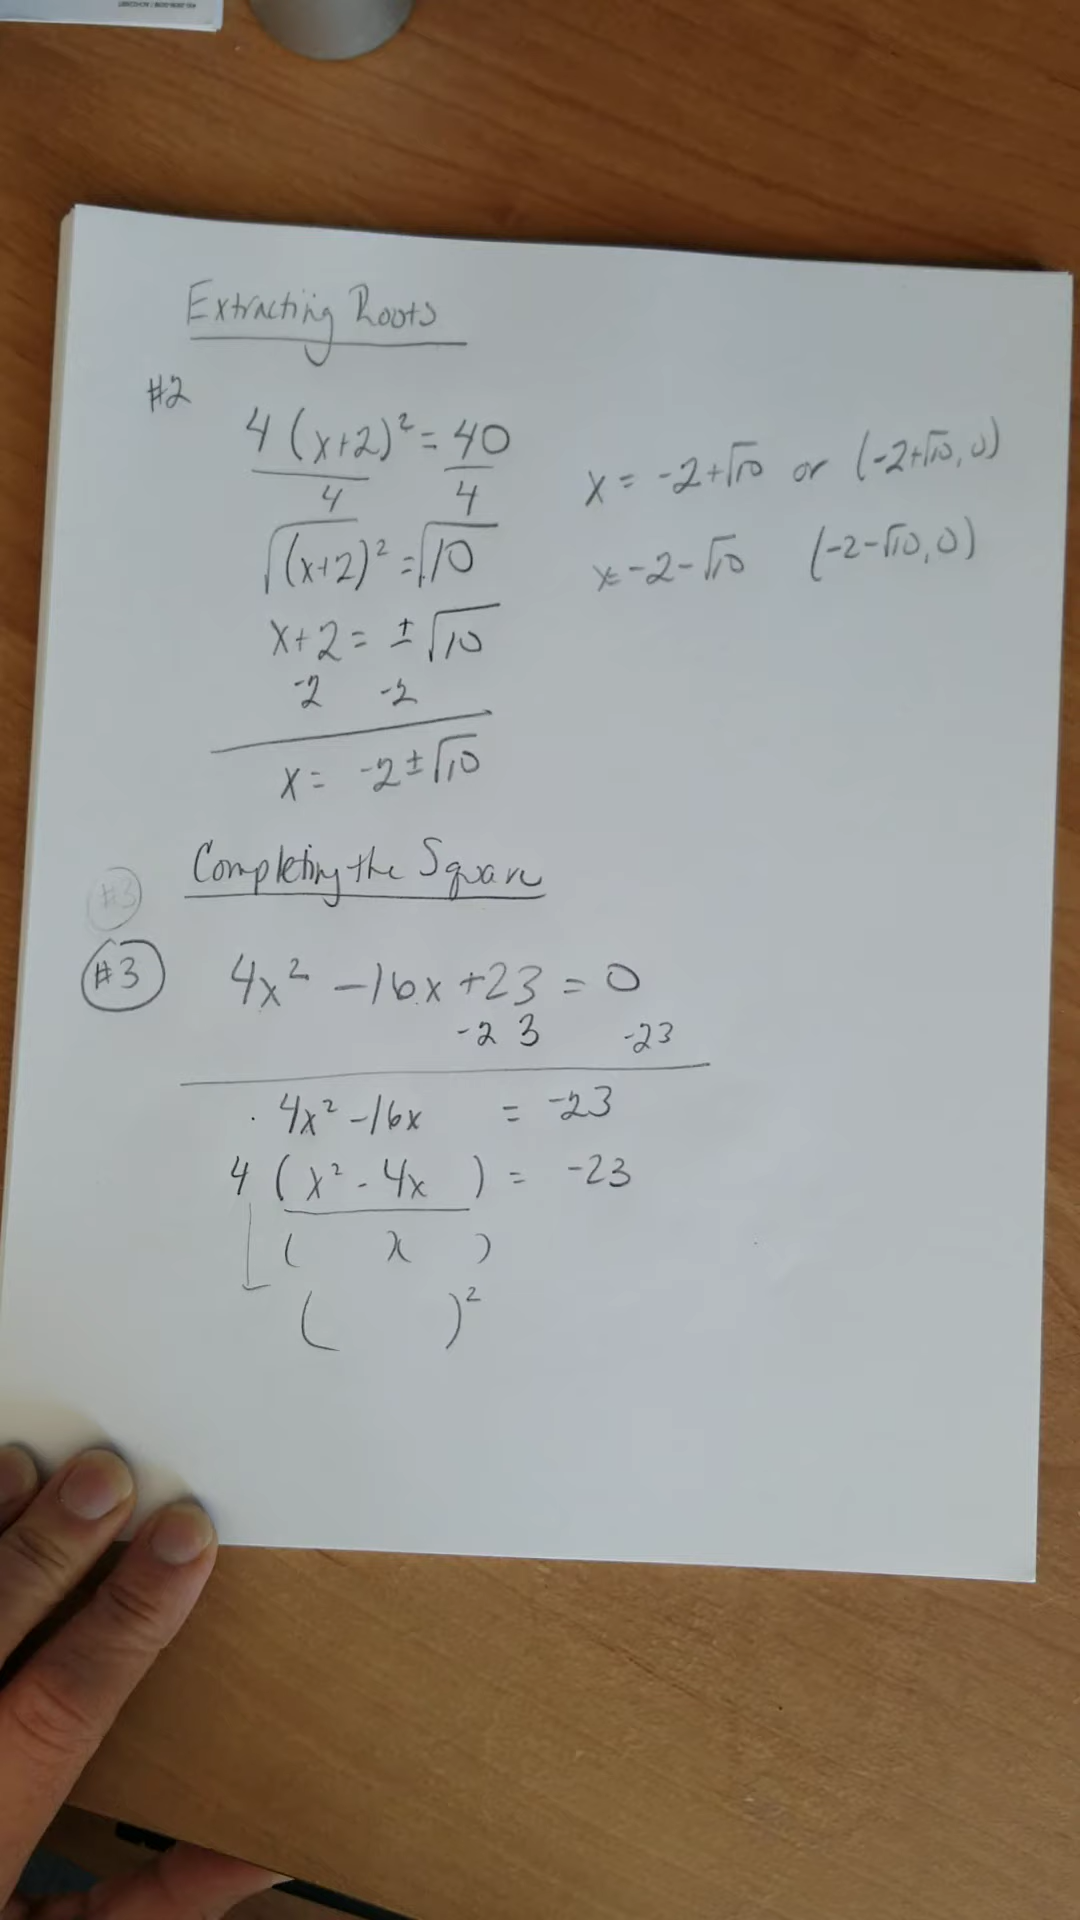 Extracting Roots
#2
4(x+2)² = 40
4 4
√(x+2)² = √10
x+2 = ±√10
-2 -2
x = -2±√10
x = -2+√10 or (-2+√10, 0)
x= -2-√10 (-2-√10, 0)
Completing the Square
#3
#3 4x² -16x +23 = 0
-23 -23
4x² -16x = -23
4 (x² - 4x ) = -23
( x )
( )²